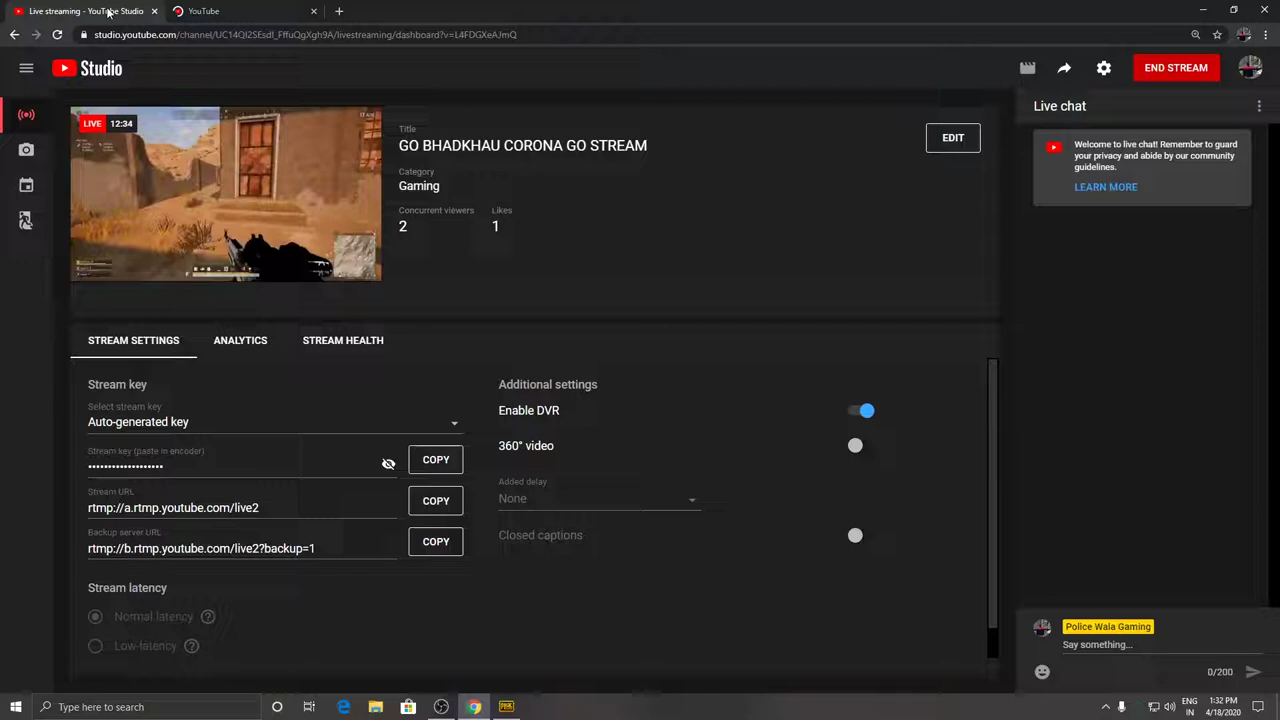 Live streaming - YouTube Studio
YouTube
studio.youtube.com/channel/UC14QI2SEsdf_FfuQgXgh9A/livestreaming/dashboard?v=L4FDGXeAJmQ
Studio
END STREAM
LIVE 12:34
Title
GO BHADKHAU CORONA GO STREAM
EDIT
Category
Gaming
Concurrent viewers
2
Likes
1
Live chat
Welcome to live chat! Remember to guard
your privacy and abide by our community
guidelines.
LEARN MORE
STREAM SETTINGS
ANALYTICS
STREAM HEALTH
Stream key
Select stream key
Auto-generated key
Stream key (paste in encoder)
•••••••••••••••••••
COPY
Stream URL
rtmp://a.rtmp.youtube.com/live2
COPY
Backup server URL
rtmp://b.rtmp.youtube.com/live2?backup=1
COPY
Stream latency
Normal latency
Low-latency
Additional settings
Enable DVR
360° video
Added delay
None
Closed captions
Police Wala Gaming
Say something...
0/200
Type here to search
ENG
IN
1:32 PM
4/18/2020